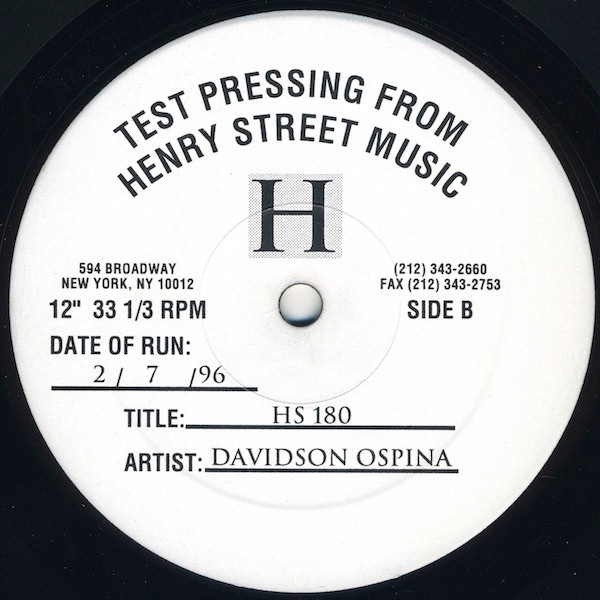 TEST PRESSING FROM
HENRY STREET MUSIC
H
594 BROADWAY
NEW YORK, NY 10012
(212) 343-2660
FAX (212) 343-2753
12" 33 1/3 RPM
SIDE B
DATE OF RUN:
2 / 7 /96
TITLE: HS 180
ARTIST: DAVIDSON OSPINA